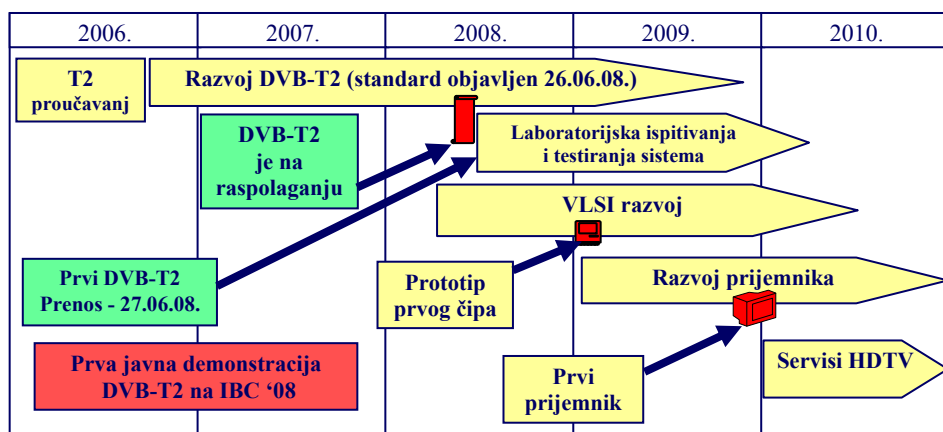 2006.
2007.
2008.
2009.
2010.
T2
proučavanj
Razvoj DVB-T2 (standard objavljen 26.06.08.)
DVB-T2
je na
raspolaganju
Laboratorijska ispitivanja
i testiranja sistema
VLSI razvoj
Prvi DVB-T2
Prenos - 27.06.08.
Prototip
prvog čipa
Razvoj prijemnika
Prva javna demonstracija
DVB-T2 na IBC ‘08
Prvi
prijemnik
Servisi HDTV